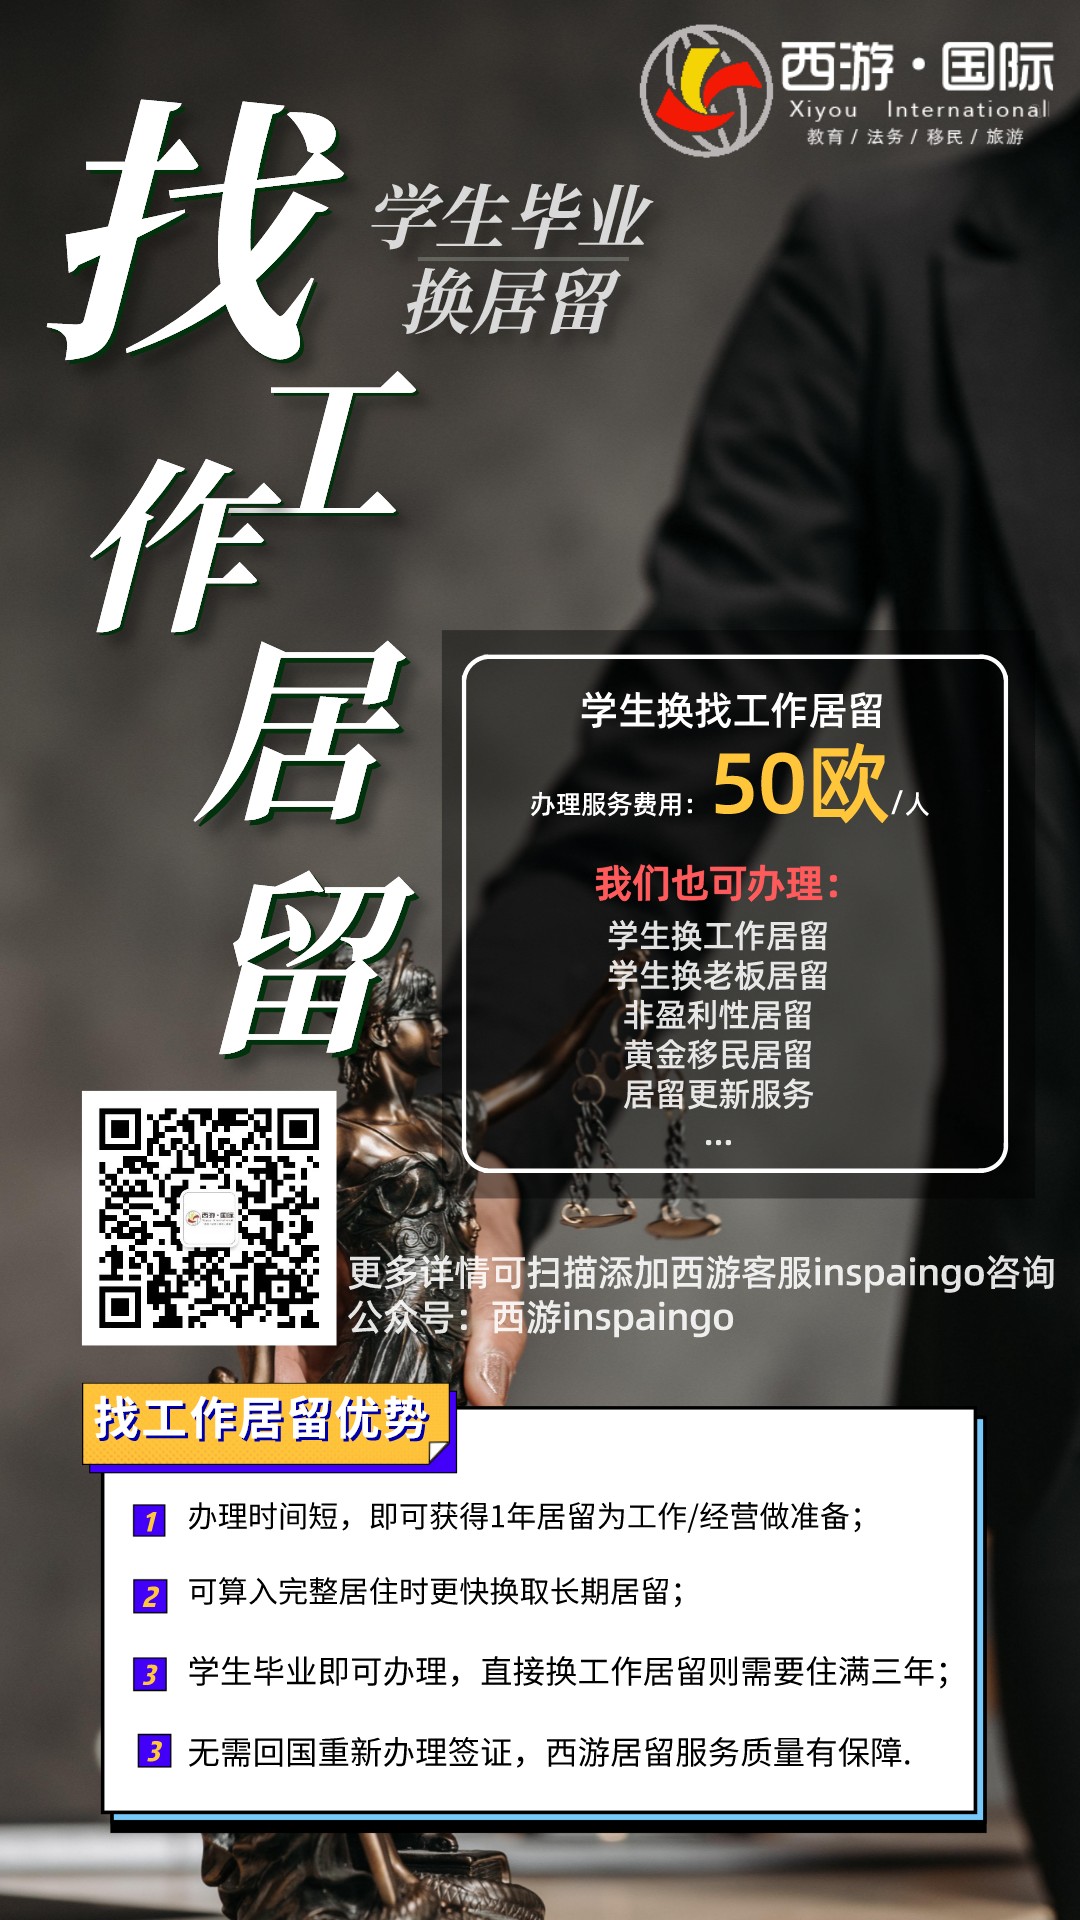 西游·国际
Xiyou International
教育 / 法务 / 移民 / 旅游
找工作居留
学生毕业
换居留
学生换找工作居留
办理服务费用：50欧/人
我们也可办理：
学生换工作居留
学生换老板居留
非盈利性居留
黄金移民居留
居留更新服务
...
西游·国际
更多详情可扫描添加西游客服inspaingo咨询
公众号：西游inspaingo
找工作居留优势
1 办理时间短，即可获得1年居留为工作/经营做准备；
2 可算入完整居住时更快换取长期居留；
3 学生毕业即可办理，直接换工作居留则需要住满三年；
3 无需回国重新办理签证，西游居留服务质量有保障.